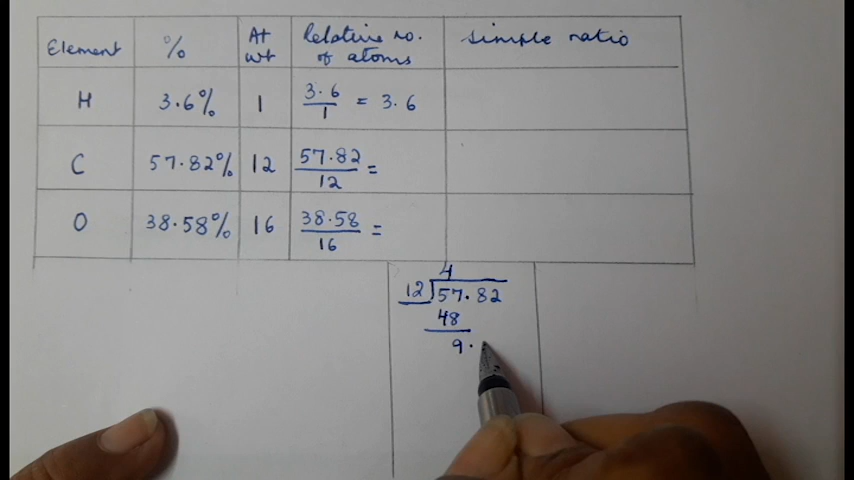 Element % At wt Relative no. of atoms simple ratio
H 3.6% 1 3.6/1 = 3.6
C 57.82% 12 57.82/12 =
O 38.58% 16 38.58/16 =
4
12 57.82
48
9.